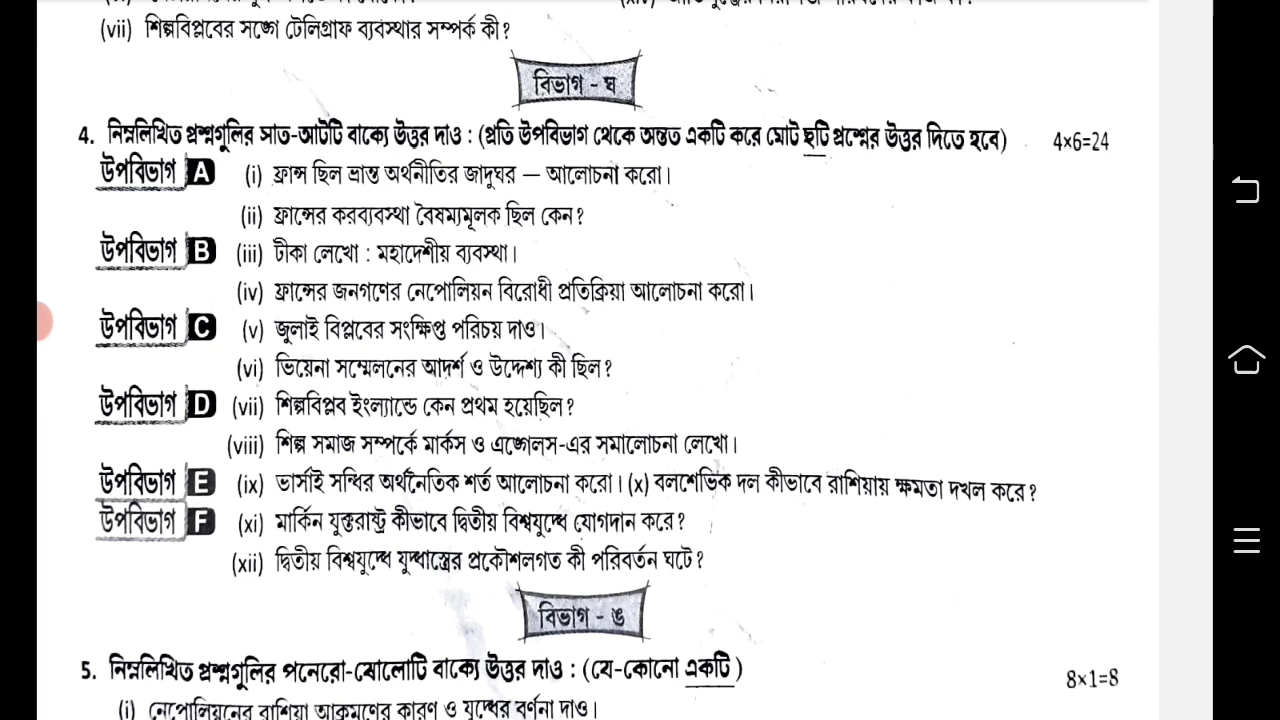 (vii) শিল্পবিপ্লবের সঙ্গে টেলিগ্রাফ ব্যবস্থার সম্পর্ক কী?
বিভাগ - ঘ
4. নিম্নলিখিত প্রশ্নগুলির সাত-আটটি বাক্যে উত্তর দাও : (প্রতি উপবিভাগ থেকে অন্তত একটি করে মোট ছটি প্রশ্নের উত্তর দিতে হবে) 4×6=24
উপবিভাগ A (i) ফ্রান্স ছিল ভ্রান্ত অর্থনীতির জাদুঘর — আলোচনা করো।
(ii) ফ্রান্সের করব্যবস্থা বৈষম্যমূলক ছিল কেন?
উপবিভাগ B (iii) টীকা লেখো : মহাদেশীয় ব্যবস্থা।
(iv) ফ্রান্সের জনগণের নেপোলিয়ন বিরোধী প্রতিক্রিয়া আলোচনা করো।
উপবিভাগ C (v) জুলাই বিপ্লবের সংক্ষিপ্ত পরিচয় দাও।
(vi) ভিয়েনা সম্মেলনের আদর্শ ও উদ্দেশ্য কী ছিল?
উপবিভাগ D (vii) শিল্পবিপ্লব ইংল্যান্ডে কেন প্রথম হয়েছিল?
(viii) শিল্প সমাজ সম্পর্কে মার্কস ও এঙ্গেলস-এর সমালোচনা লেখো।
উপবিভাগ E (ix) ভার্সাই সন্ধির অর্থনৈতিক শর্ত আলোচনা করো। (x) বলশেভিক দল কীভাবে রাশিয়ায় ক্ষমতা দখল করে?
উপবিভাগ F (xi) মার্কিন যুক্তরাষ্ট্র কীভাবে দ্বিতীয় বিশ্বযুদ্ধে যোগদান করে?
(xii) দ্বিতীয় বিশ্বযুদ্ধে যুদ্ধাস্ত্রের প্রকৌশলগত কী পরিবর্তন ঘটে?
বিভাগ - ঙ
5. নিম্নলিখিত প্রশ্নগুলির পনেরো-ষোলোটি বাক্যে উত্তর দাও : (যে-কোনো একটি) 8×1=8
(i) নেপোলিয়নের রাশিয়া আক্রমণের কারণ ও যুদ্ধের বর্ণনা দাও।